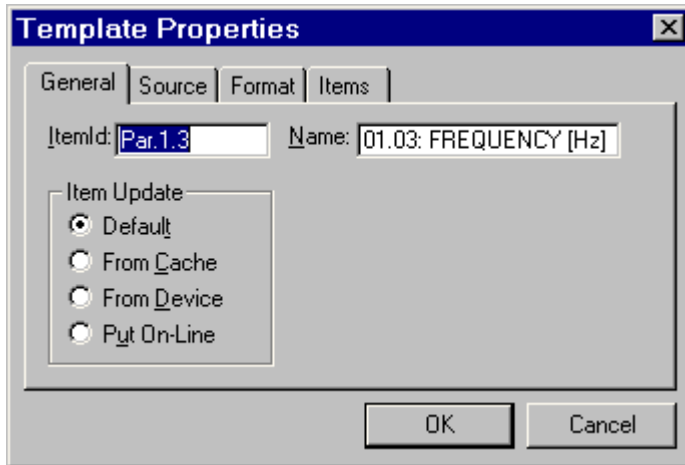 Template Properties
General Source Format Items
ItemId: Par.1.3 Name: 01.03: FREQUENCY [Hz]
Item Update
Default
From Cache
From Device
Put On-Line
OK Cancel